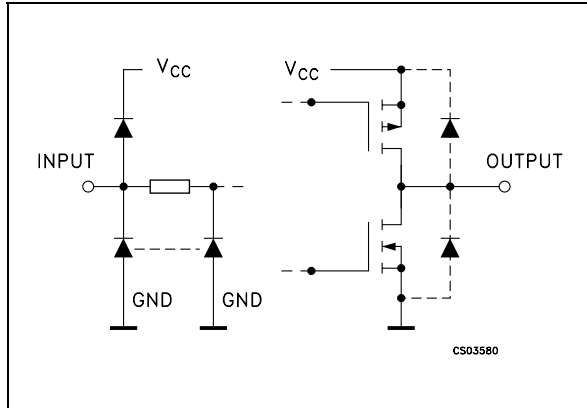 VCC
VCC
INPUT
OUTPUT
GND
GND
CS03580